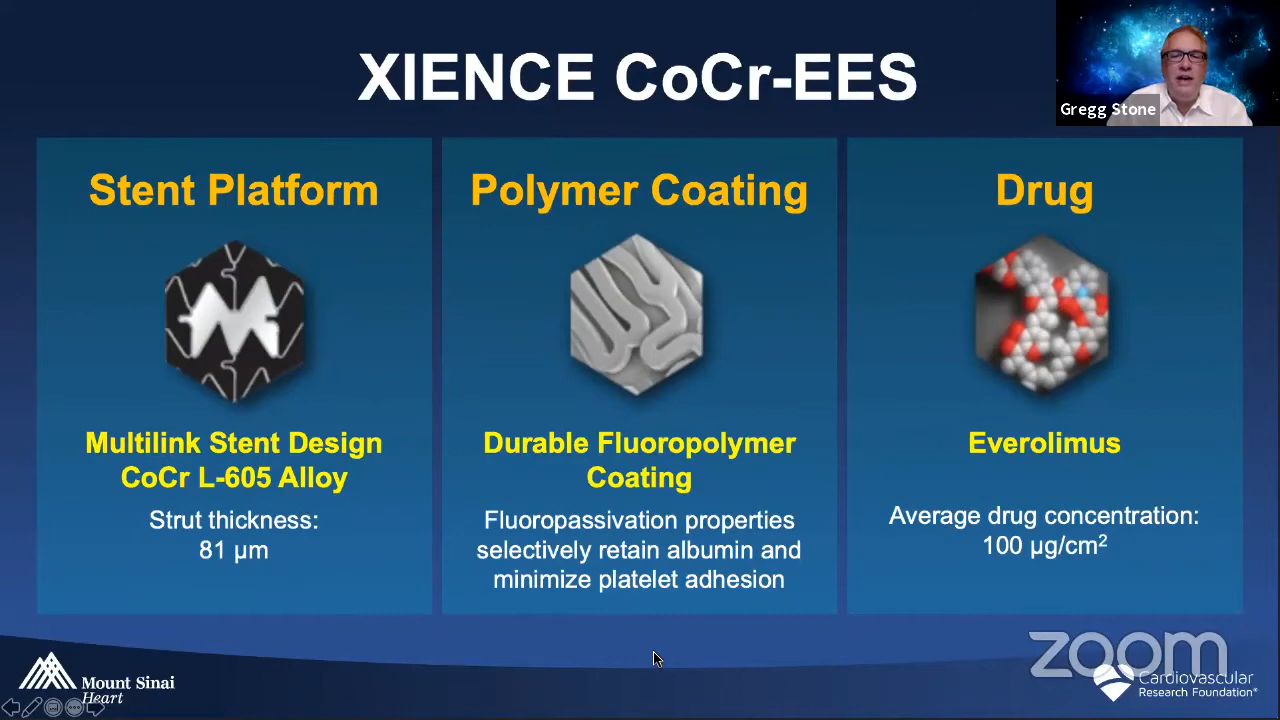 XIENCE CoCr-EES
Gregg Stone
Stent Platform
Multilink Stent Design
CoCr L-605 Alloy
Strut thickness:
81 µm
Polymer Coating
Durable Fluoropolymer
Coating
Fluoropassivation properties
selectively retain albumin and
minimize platelet adhesion
Drug
Everolimus
Average drug concentration:
100 µg/cm²
Mount Sinai
Heart
zoom
Cardiovascular
Research Foundation®